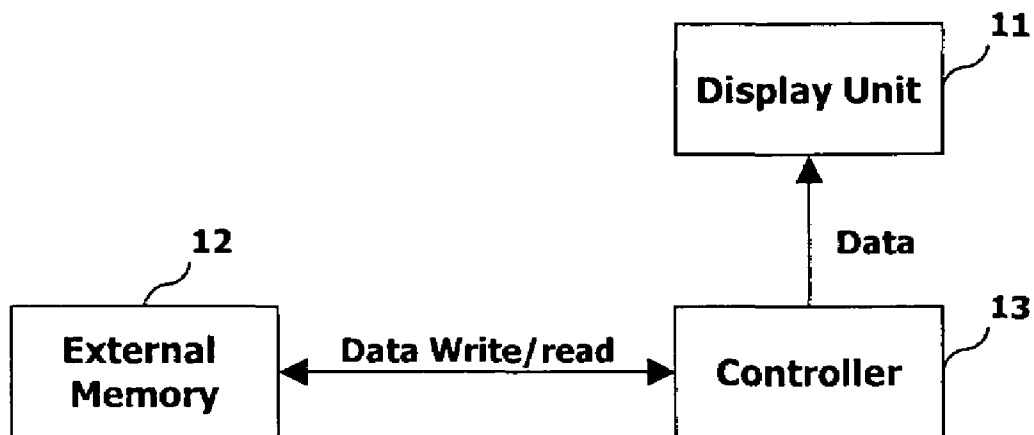 11
Display Unit
Data
12
13
External
Memory
Data Write/read
Controller